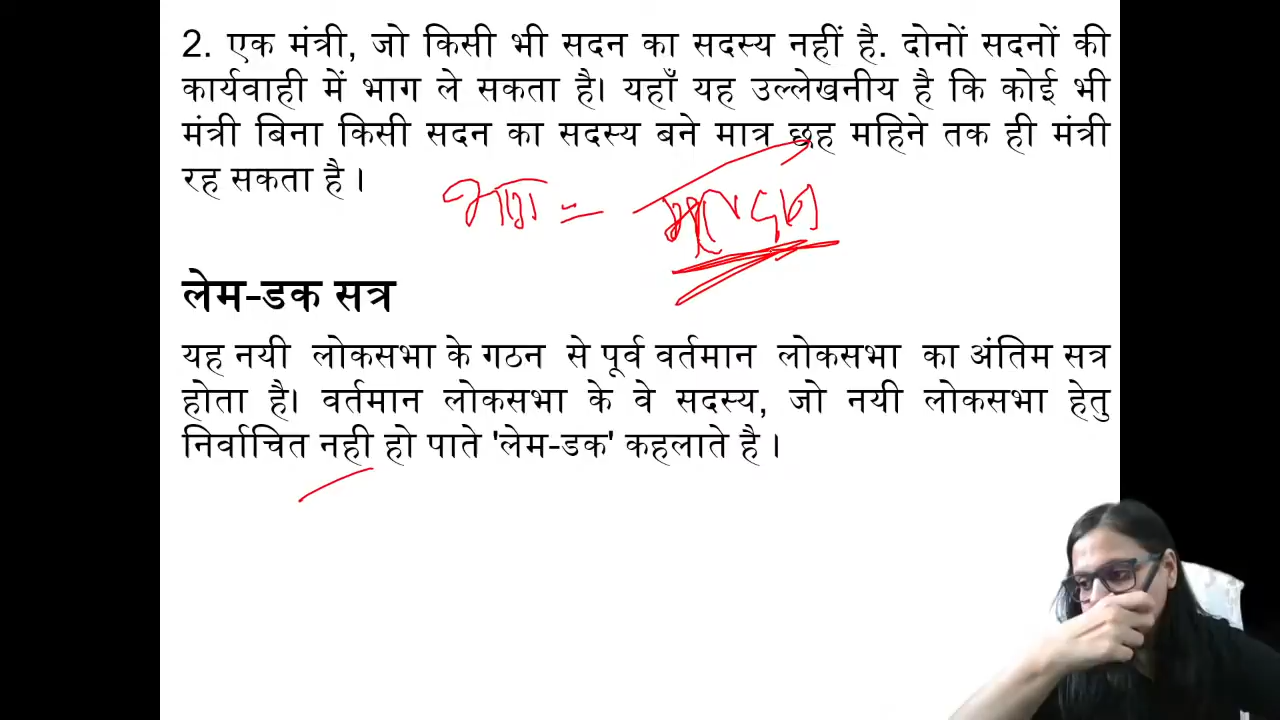 2. एक मंत्री, जो किसी भी सदन का सदस्य नहीं है. दोनों सदनों की
कार्यवाही में भाग ले सकता है। यहाँ यह उल्लेखनीय है कि कोई भी
मंत्री बिना किसी सदन का सदस्य बने मात्र छह महिने तक ही मंत्री
रह सकता है ।
भाग =
लेम-डक सत्र
यह नयी लोकसभा के गठन से पूर्व वर्तमान लोकसभा का अंतिम सत्र
होता है। वर्तमान लोकसभा के वे सदस्य, जो नयी लोकसभा हेतु
निर्वाचित नही हो पाते 'लेम-डक' कहलाते है ।